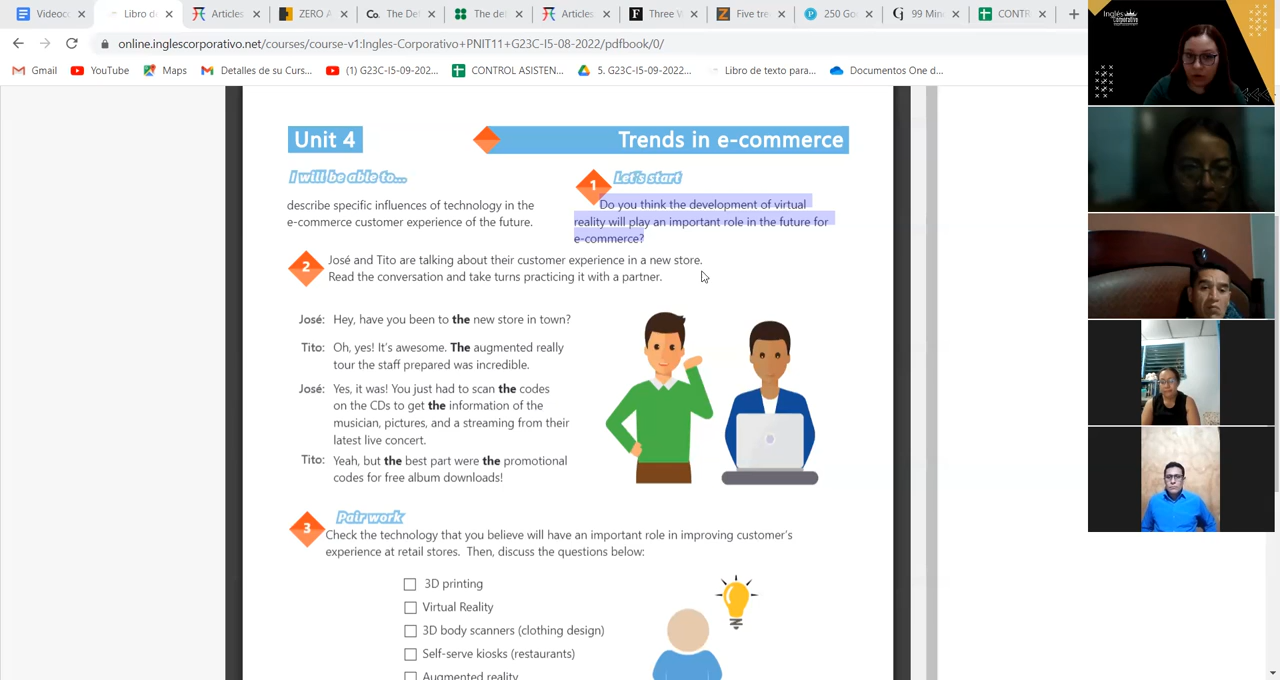 Videoco
Libro de
Articles
ZERO A
Co. The Def
The de
Articles
Three V
Five tre
250 Go
99 Min
CONTR
online.inglescorporativo.net/courses/course-v1:Ingles-Corporativo+PNIT11+G23C-I5-08-2022/pdfbook/0/
Gmail
YouTube
Maps
Detalles de su Curs...
(1) G23C-I5-09-202...
CONTROL ASISTEN...
5. G23C-I5-09-2022...
Libro de texto para...
Documentos One d...
Inglés
Corporativo
Unit 4
Trends in e-commerce
I will be able to...
describe specific influences of technology in the
e-commerce customer experience of the future.
1 Let's start
Do you think the development of virtual
reality will play an important role in the future for
e-commerce?
2 José and Tito are talking about their customer experience in a new store.
Read the conversation and take turns practicing it with a partner.
José: Hey, have you been to the new store in town?
Tito: Oh, yes! It's awesome. The augmented really
tour the staff prepared was incredible.
José: Yes, it was! You just had to scan the codes
on the CDs to get the information of the
musician, pictures, and a streaming from their
latest live concert.
Tito: Yeah, but the best part were the promotional
codes for free album downloads!
3 Pair work
Check the technology that you believe will have an important role in improving customer's
experience at retail stores. Then, discuss the questions below:
3D printing
Virtual Reality
3D body scanners (clothing design)
Self-serve kiosks (restaurants)
Augmented reality